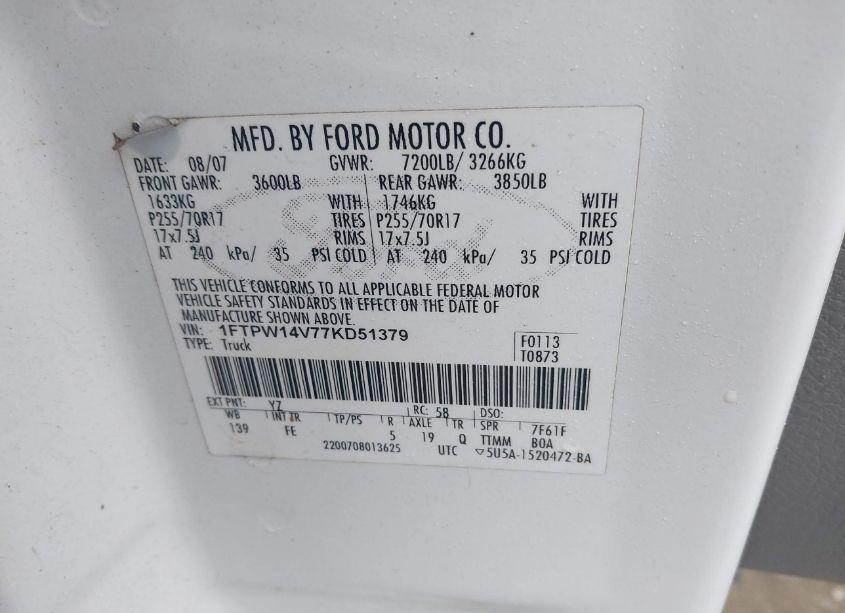 MFD. BY FORD MOTOR CO.
DATE: 08/07 GVWR: 7200LB/ 3266KG
FRONT GAWR: 3600LB REAR GAWR: 3850LB
1633KG WITH 1746KG WITH
P255/70R17 TIRES P255/70R17 TIRES
17x7.5J RIMS 17x7.5J RIMS
AT 240 kPa/ 35 PSI COLD AT 240 kPa/ 35 PSI COLD
Ford
THIS VEHICLE CONFORMS TO ALL APPLICABLE FEDERAL MOTOR
VEHICLE SAFETY STANDARDS IN EFFECT ON THE DATE OF
MANUFACTURE SHOWN ABOVE.
VIN: 1FTPW14V77KD51379
TYPE: Truck
F0113
T0873
EXT PNT: YZ RC: 58 DSO:
WB INT TR TP/PS R AXLE TR SPR 7F61F
139 FE 5 19 Q TTMM BOA
2200708013625 UTC ▽5U5A-1520472-BA